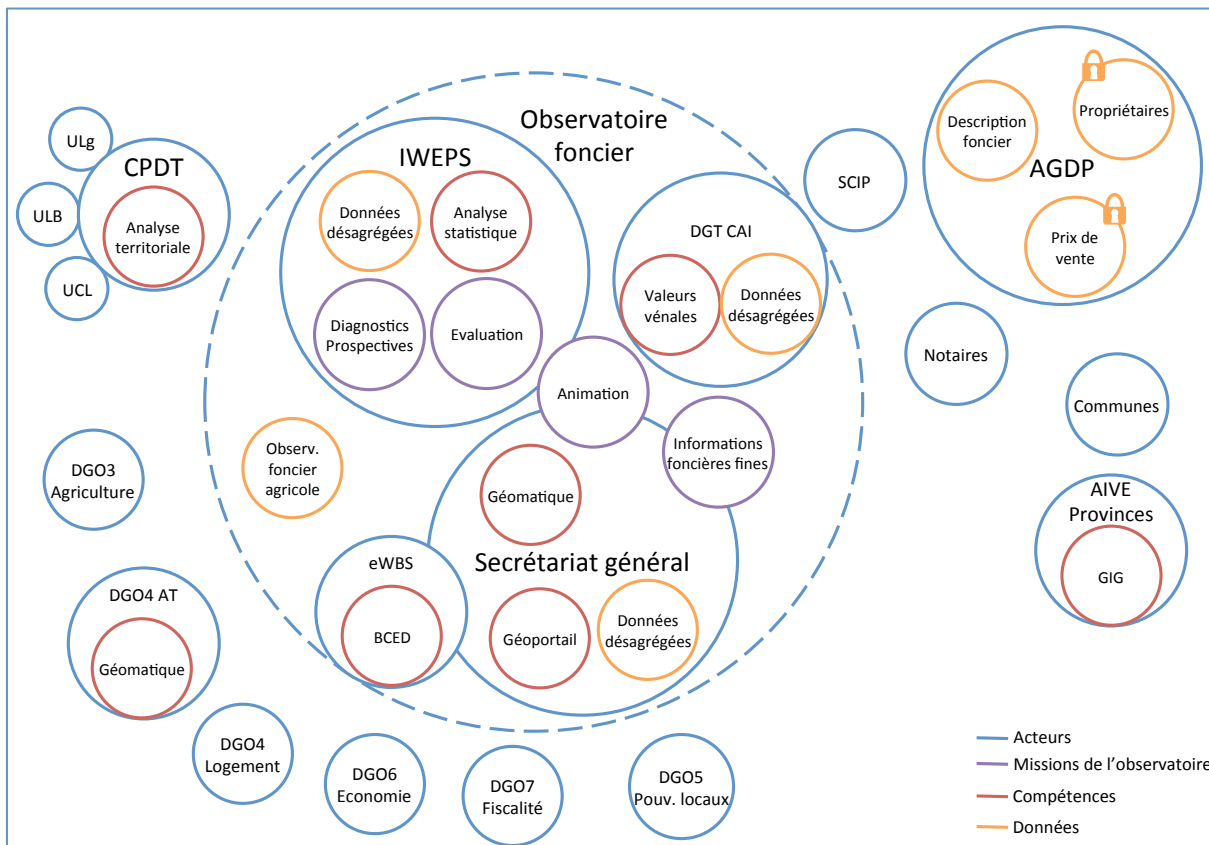 Observatoire
foncier
ULg
CPDT
ULB
Analyse
territoriale
UCL
IWEPS
Données
désagrégées
Analyse
statistique
Diagnostics
Prospectives
Evaluation
DGT CAI
Valeurs
vénales
Données
désagrégées
SCIP
Description
foncier
Propriétaires
AGDP
Prix de
vente
Notaires
Communes
Animation
Informations
foncières fines
Observ.
foncier
agricole
DGO3
Agriculture
Géomatique
Secrétariat général
eWBS
BCED
Géoportail
Données
désagrégées
AIVE
Provinces
GIG
DGO4 AT
Géomatique
DGO4
Logement
DGO6
Economie
DGO7
Fiscalité
DGO5
Pouv. locaux
Acteurs
Missions de l'observatoire
Compétences
Données